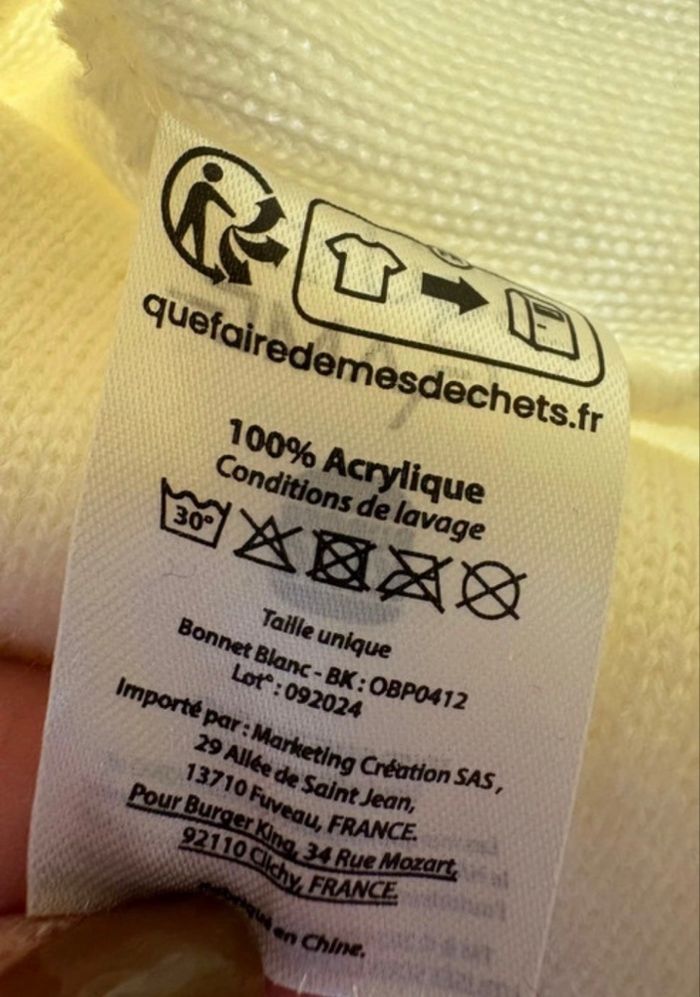 quefairedemesdechets.fr
100% Acrylique
Conditions de lavage
30°
Taille unique
Bonnet Blanc - BK : OBP0412
Lot° : 092024
Importé par : Marketing Création SAS,
29 Allée de Saint Jean,
13710 Fuveau, FRANCE.
Pour Burger King, 34 Rue Mozart,
92110 Clichy, FRANCE.
en Chine.